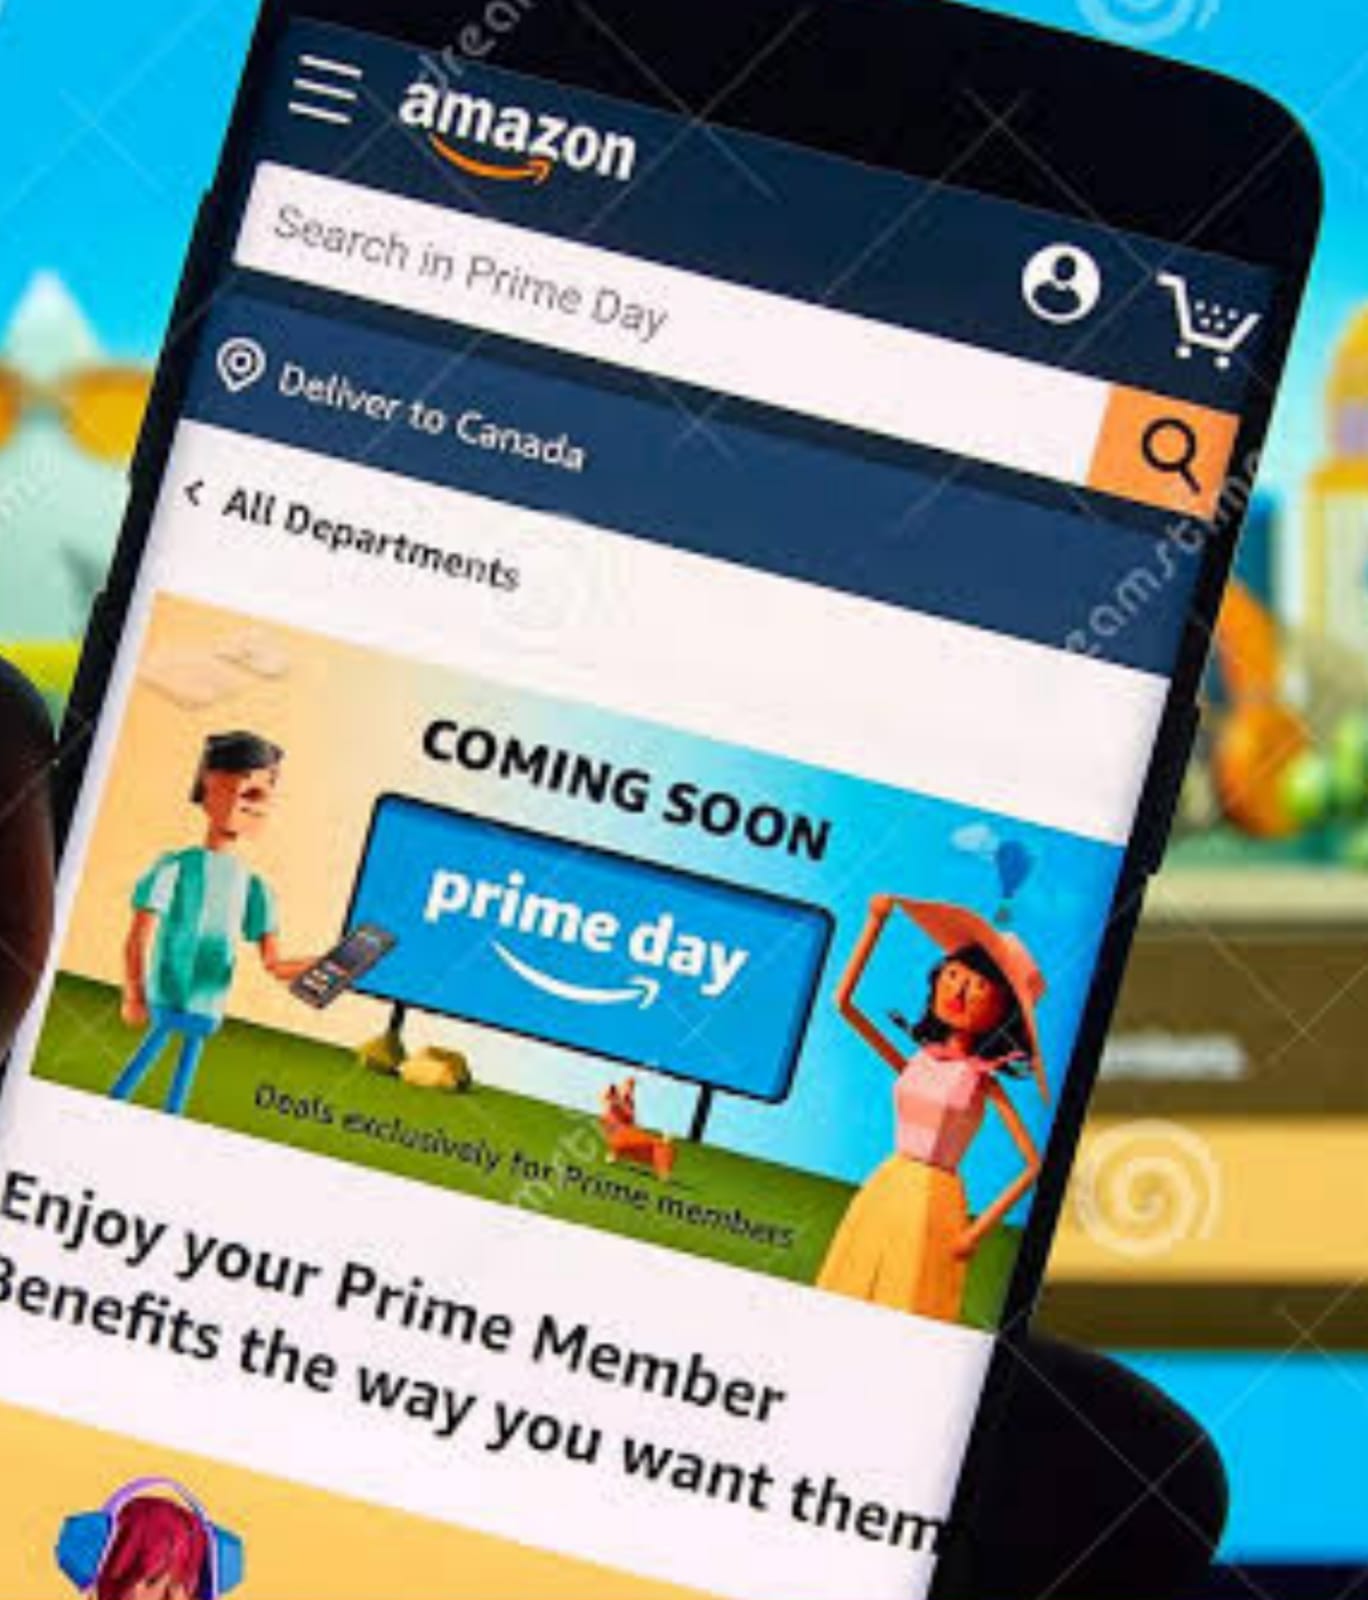 amazon
Search in Prime Day
Deliver to Canada
< All Departments
COMING SOON
prime day
Deals exclusively for Prime members
Enjoy your Prime Member
Benefits the way you want them